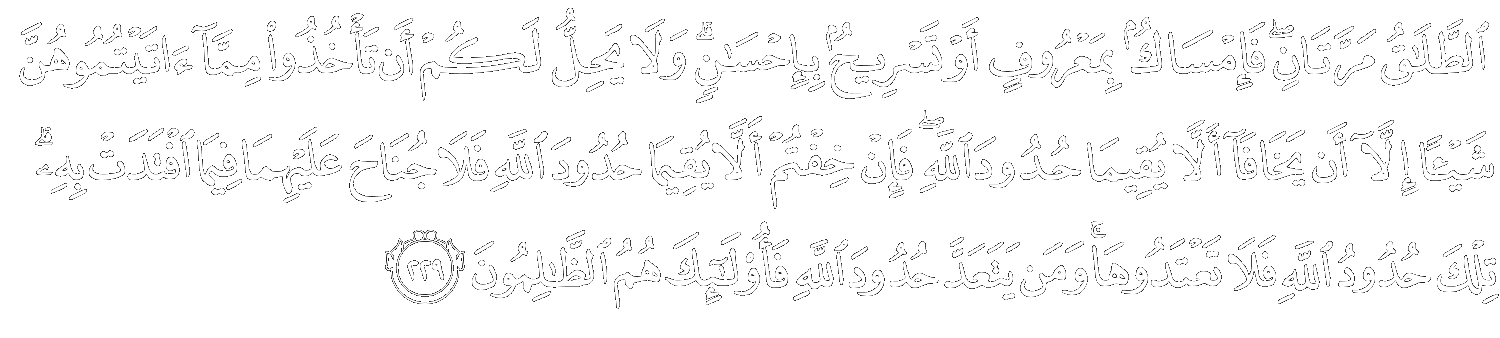 ٱلطَّلَٰقُ مَرَّتَانِۖ فَإِمْسَاكُۢ بِمَعْرُوفٍ أَوْ تَسْرِيحُۢ بِإِحْسَٰنٖۗ وَلَا يَحِلُّ لَكُمْ أَن تَأْخُذُواْ مِمَّآ ءَاتَيْتُمُوهُنَّ
شَيْـًٔا إِلَّآ أَن يَخَافَآ أَلَّا يُقِيمَا حُدُودَ ٱللَّهِۖ فَإِنْ خِفْتُمْ أَلَّا يُقِيمَا حُدُودَ ٱللَّهِ فَلَا جُنَاحَ عَلَيْهِمَا فِيمَا ٱفْتَدَتْ بِهِۦۗ
تِلْكَ حُدُودُ ٱللَّهِ فَلَا تَعْتَدُوهَاۚ وَمَن يَتَعَدَّ حُدُودَ ٱللَّهِ فَأُوْلَٰٓئِكَ هُمُ ٱلظَّٰلِمُونَ ٢٢٩